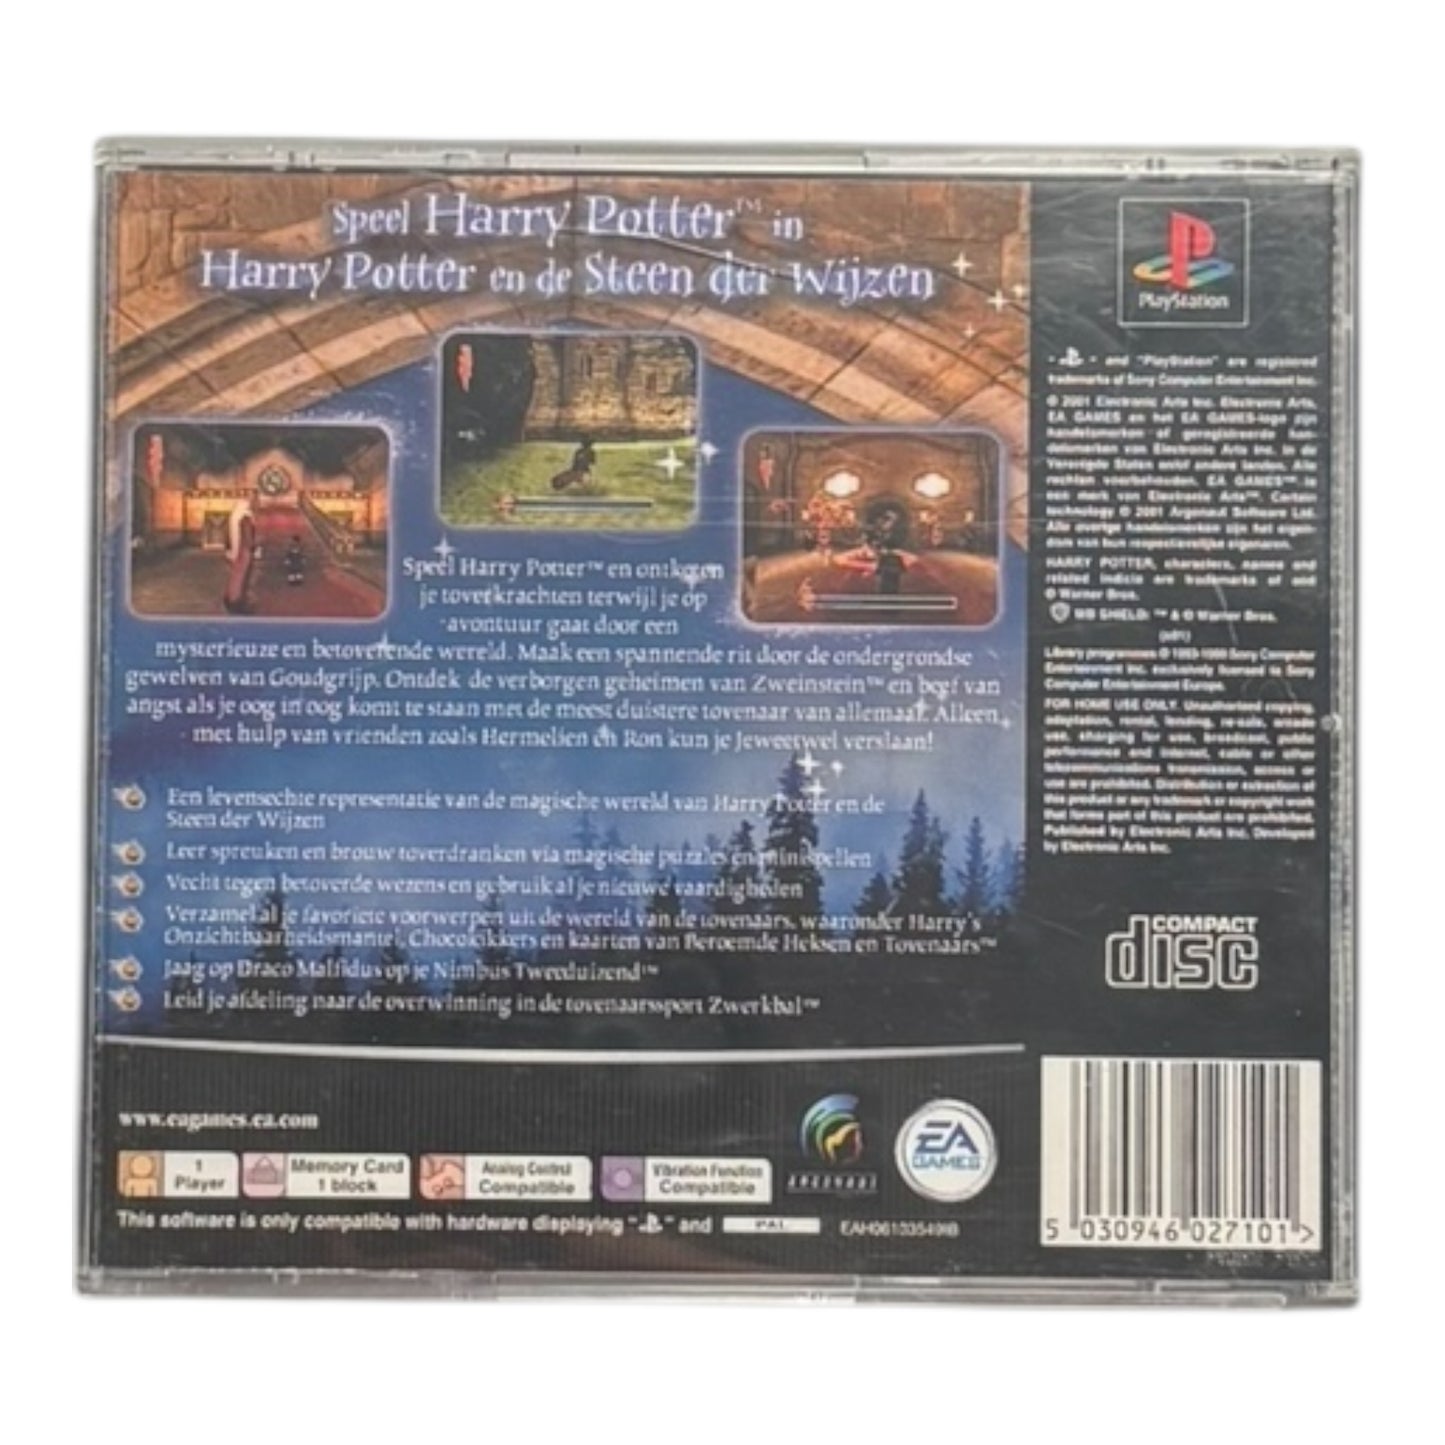 Speel Harry Potter™ in
Harry Potter en de Steen der Wijzen
Speel Harry Potter™ en ontketen
je toverkrachten terwijl je op
avontuur gaat door een
mysterieuze en betoverende wereld. Maak een spannende rit door de ondergrondse
gewelven van Goudgrijp. Ontdek de verborgen geheimen van Zweinstein™ en beef van
angst als je oog in oog komt te staan met de meest duistere tovenaar van allemaal. Alleen
met hulp van vrienden zoals Hermelien en Ron kun je Jeweetwel verslaan!
Een levensechte representatie van de magische wereld van Harry Potter en de
Steen der Wijzen
Leer spreuken en brouw toverdranken via magische puzzles en minispellen
Vecht tegen betoverde wezens en gebruik al je nieuwe vaardigheden
Verzamel al je favoriete voorwerpen uit de wereld van de tovenaars, waaronder Harry's
Onzichtbaarheidsmantel, Chocokikkers en kaarten van Beroemde Heksen en Tovenaars™
Jaag op Draco Malfidus op je Nimbus Tweeduizend™
Leid je afdeling naar de overwinning in de tovenaarssport Zwerkbal™
www.eagames.ea.com
1
Player
Memory Card
1 block
Analog Control
Compatible
Vibration Function
Compatible
ARGONAUT
EA
GAMES
This software is only compatible with hardware displaying " " and PAL
PlayStation
" " and "PlayStation" are registered
trademarks of Sony Computer Entertainment Inc.
© 2001 Electronic Arts Inc. Electronic Arts,
EA GAMES en het EA GAMES-logo zijn
handelsmerken of geregistreerde han-
delsmerken van Electronic Arts Inc. in de
Verenigde Staten en/of andere landen. Alle
rechten voorbehouden. EA GAMES™ is
een merk van Electronic Arts™. Certain
technology © 2001 Argonaut Software Ltd.
Alle overige handelsmerken zijn het eigen-
dom van hun respectievelijke eigenaren.
HARRY POTTER, characters, names and
related indicia are trademarks of and
© Warner Bros.
WB SHIELD: ™ & © Warner Bros.
(s01)
Library programmes © Sony Computer
Entertainment Inc. exclusively licensed to Sony
Computer Entertainment Europe.
FOR HOME USE ONLY. Unauthorised copying,
adaptation, rental, lending, re-sale, arcade
use, charging for use, broadcast, public
performance and internet, cable or other
telecommunications transmission, access or
use are prohibited. Distribution or extraction of
this product or any trademark or copyright work
that forms part of this product are prohibited.
Published by Electronic Arts Inc. Developed
by Electronic Arts Inc.
COMPACT
disc
5 030946 027101 >